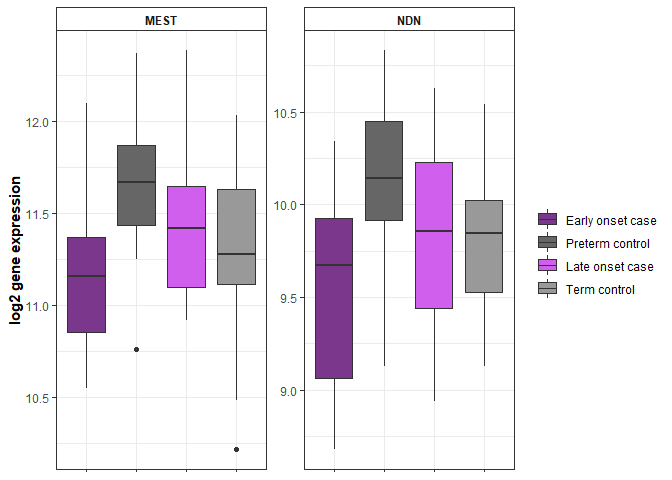 MEST
NDN
log2 gene expression
12.0
11.5
11.0
10.5
10.5
10.0
9.5
9.0
Early onset case
Preterm control
Late onset case
Term control